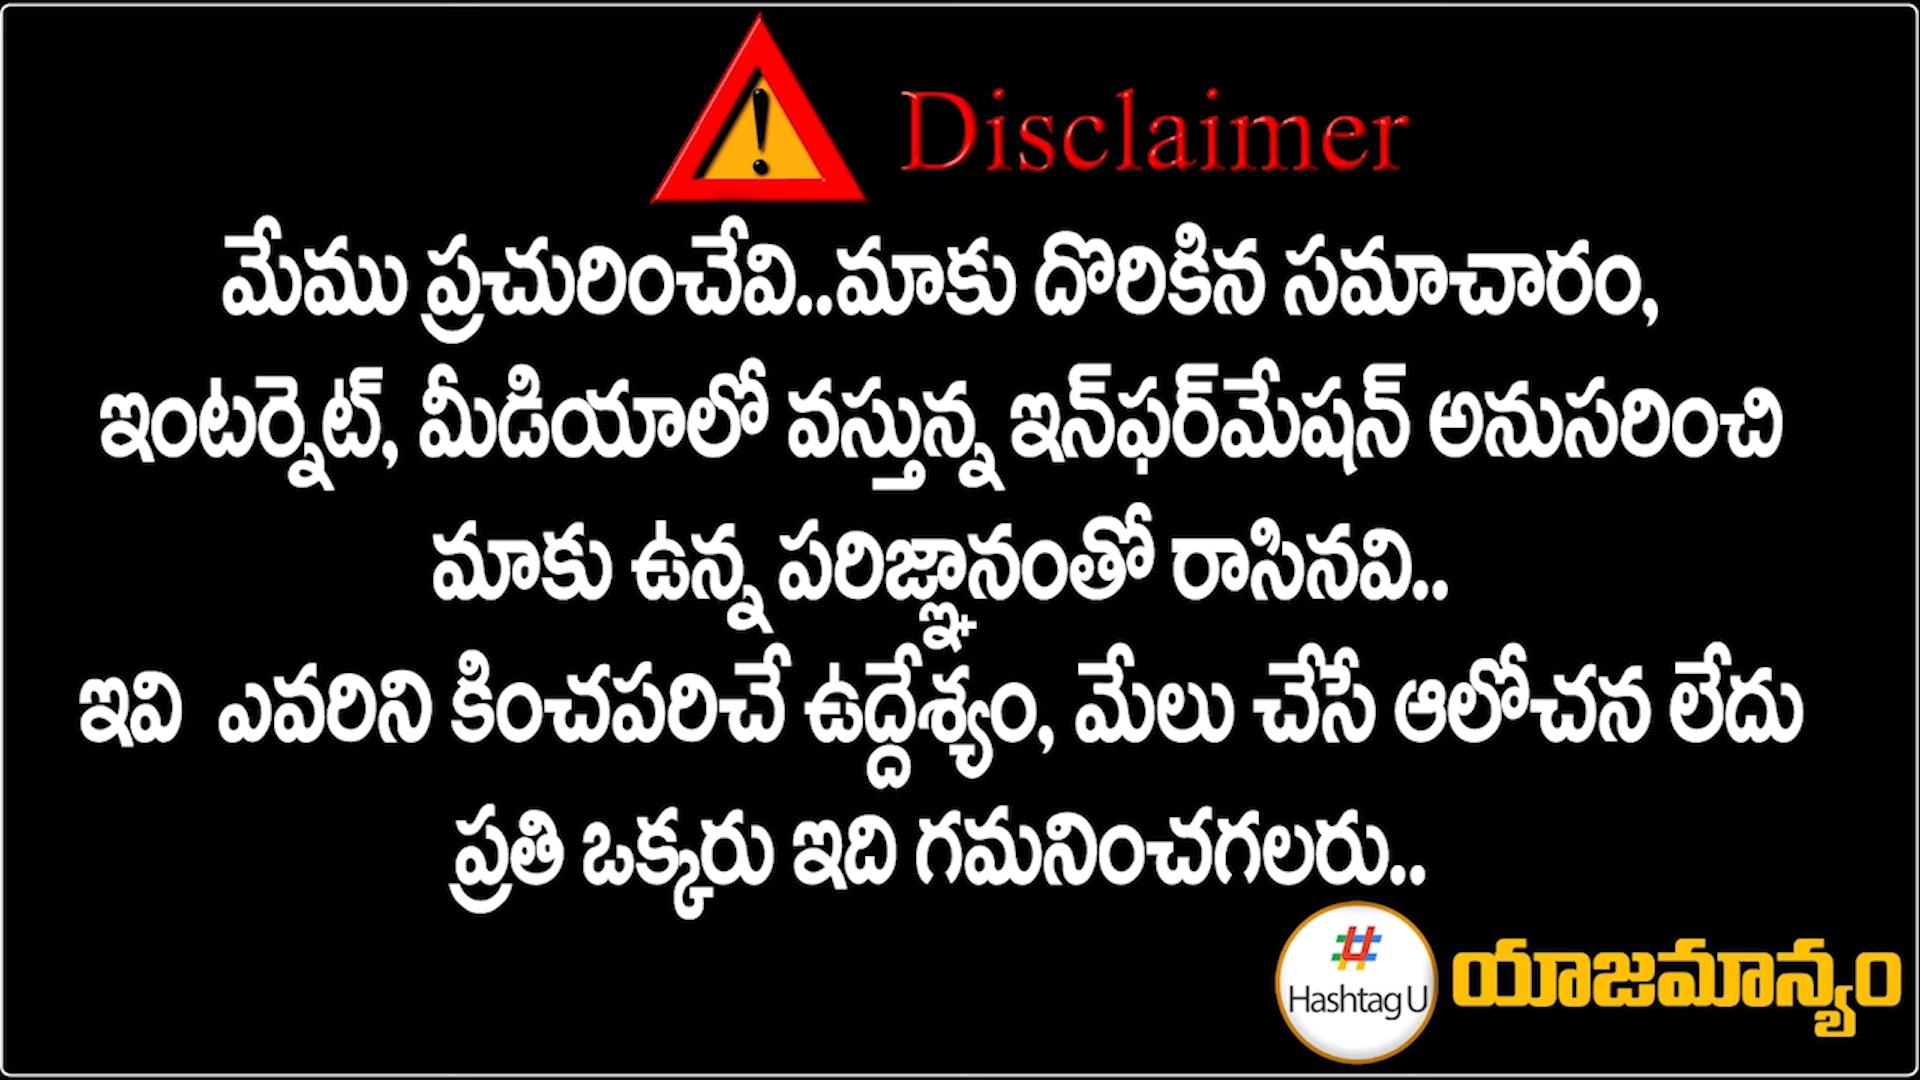 Disclaimer
మేము ప్రచురించేవి..మాకు దొరికిన సమాచారం,
ఇంటర్నెట్, మీడియాలో వస్తున్న ఇన్‌ఫర్‌మేషన్ అనుసరించి
మాకు ఉన్న పరిజ్ఞానంతో రాసినవి..
ఇవి ఎవరిని కించపరిచే ఉద్దేశ్యం, మేలు చేసే ఆలోచన లేదు
ప్రతి ఒక్కరు ఇది గమనించగలరు..
Hashtag U యాజమాన్యం